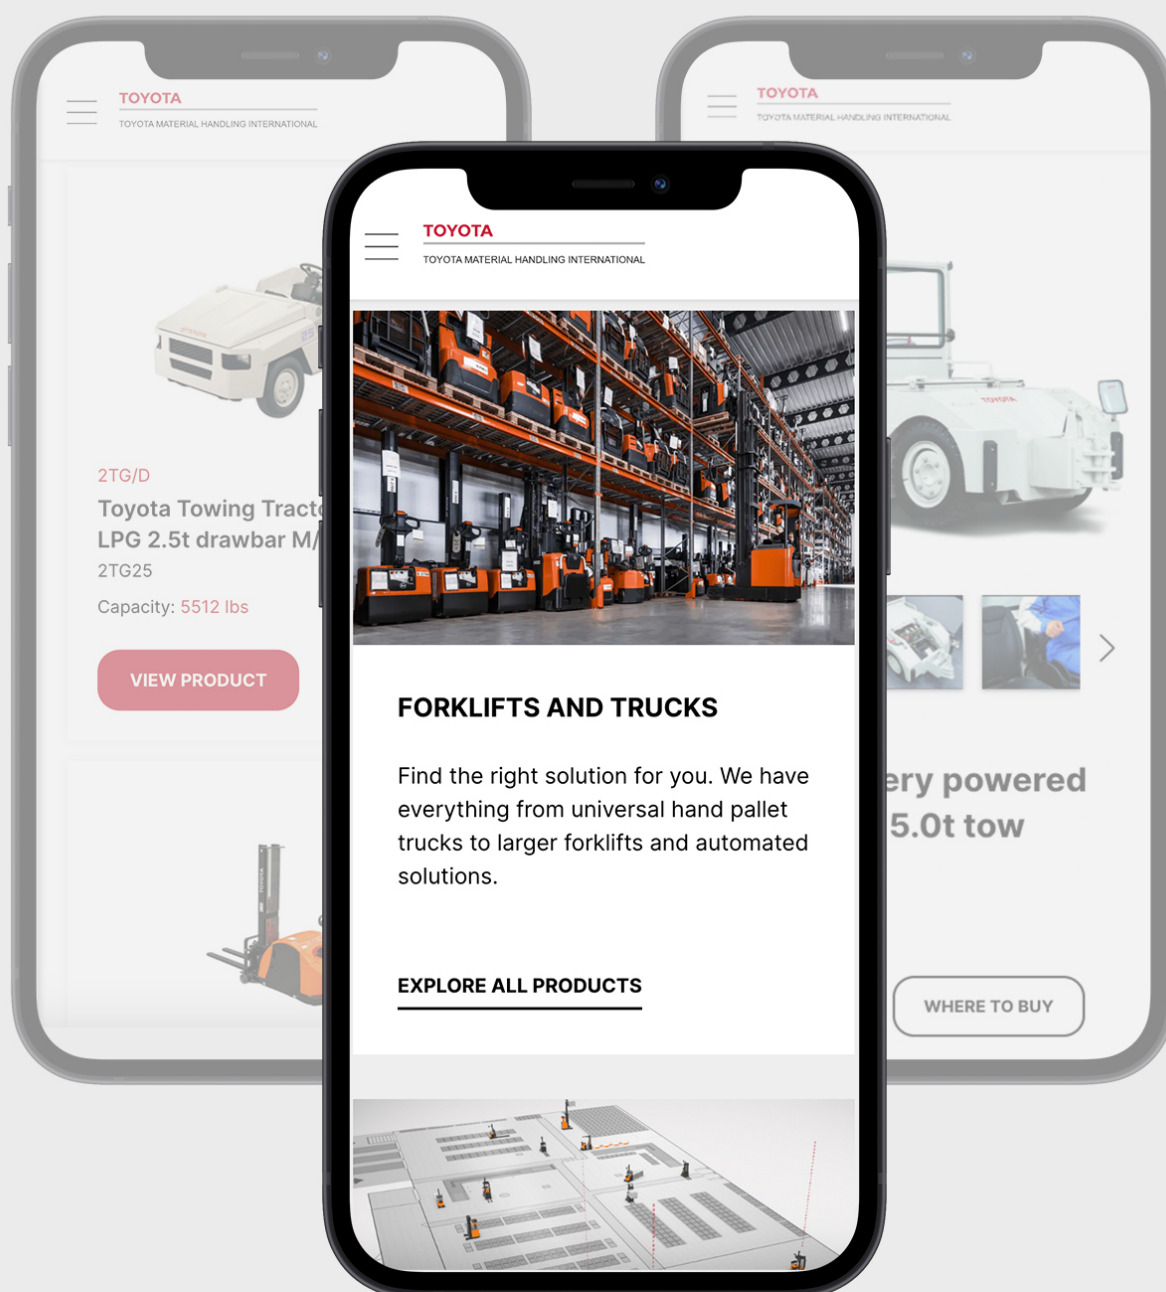 TOYOTA
TOYOTA MATERIAL HANDLING INTERNATIONAL
2TG/D
Toyota Towing
LPG 2.5t drawbar
2TG25
Capacity: 5512 lbs
VIEW PRODUCT
TOYOTA
TOYOTA
TOYOTA MATERIAL HANDLING INTERNATIONAL
FORKLIFTS AND TRUCKS
Find the right solution for you. We have
everything from universal hand pallet
trucks to larger forklifts and automated
solutions.
EXPLORE ALL PRODUCTS
TOYOTA
TOYOTA MATERIAL HANDLING INTERNATIONAL
TOYOTA
powered
5.0t tow
WHERE TO BUY